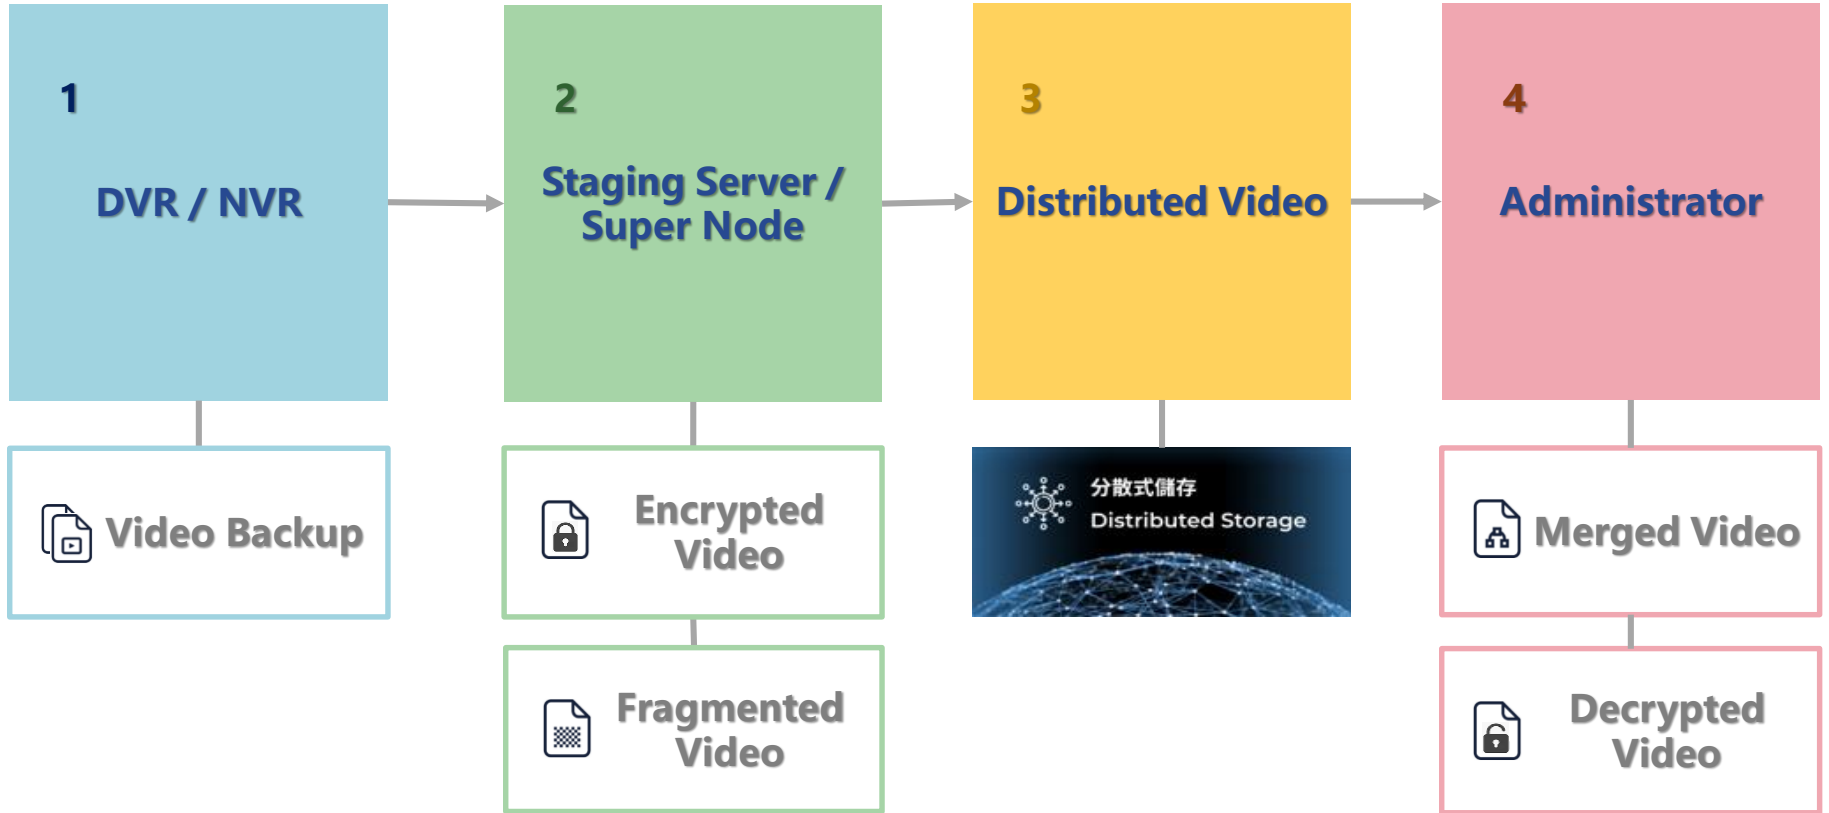 1
DVR / NVR
Video Backup
2
Staging Server /
Super Node
Encrypted
Video
Fragmented
Video
3
Distributed Video
分散式儲存
Distributed Storage
4
Administrator
Merged Video
Decrypted
Video